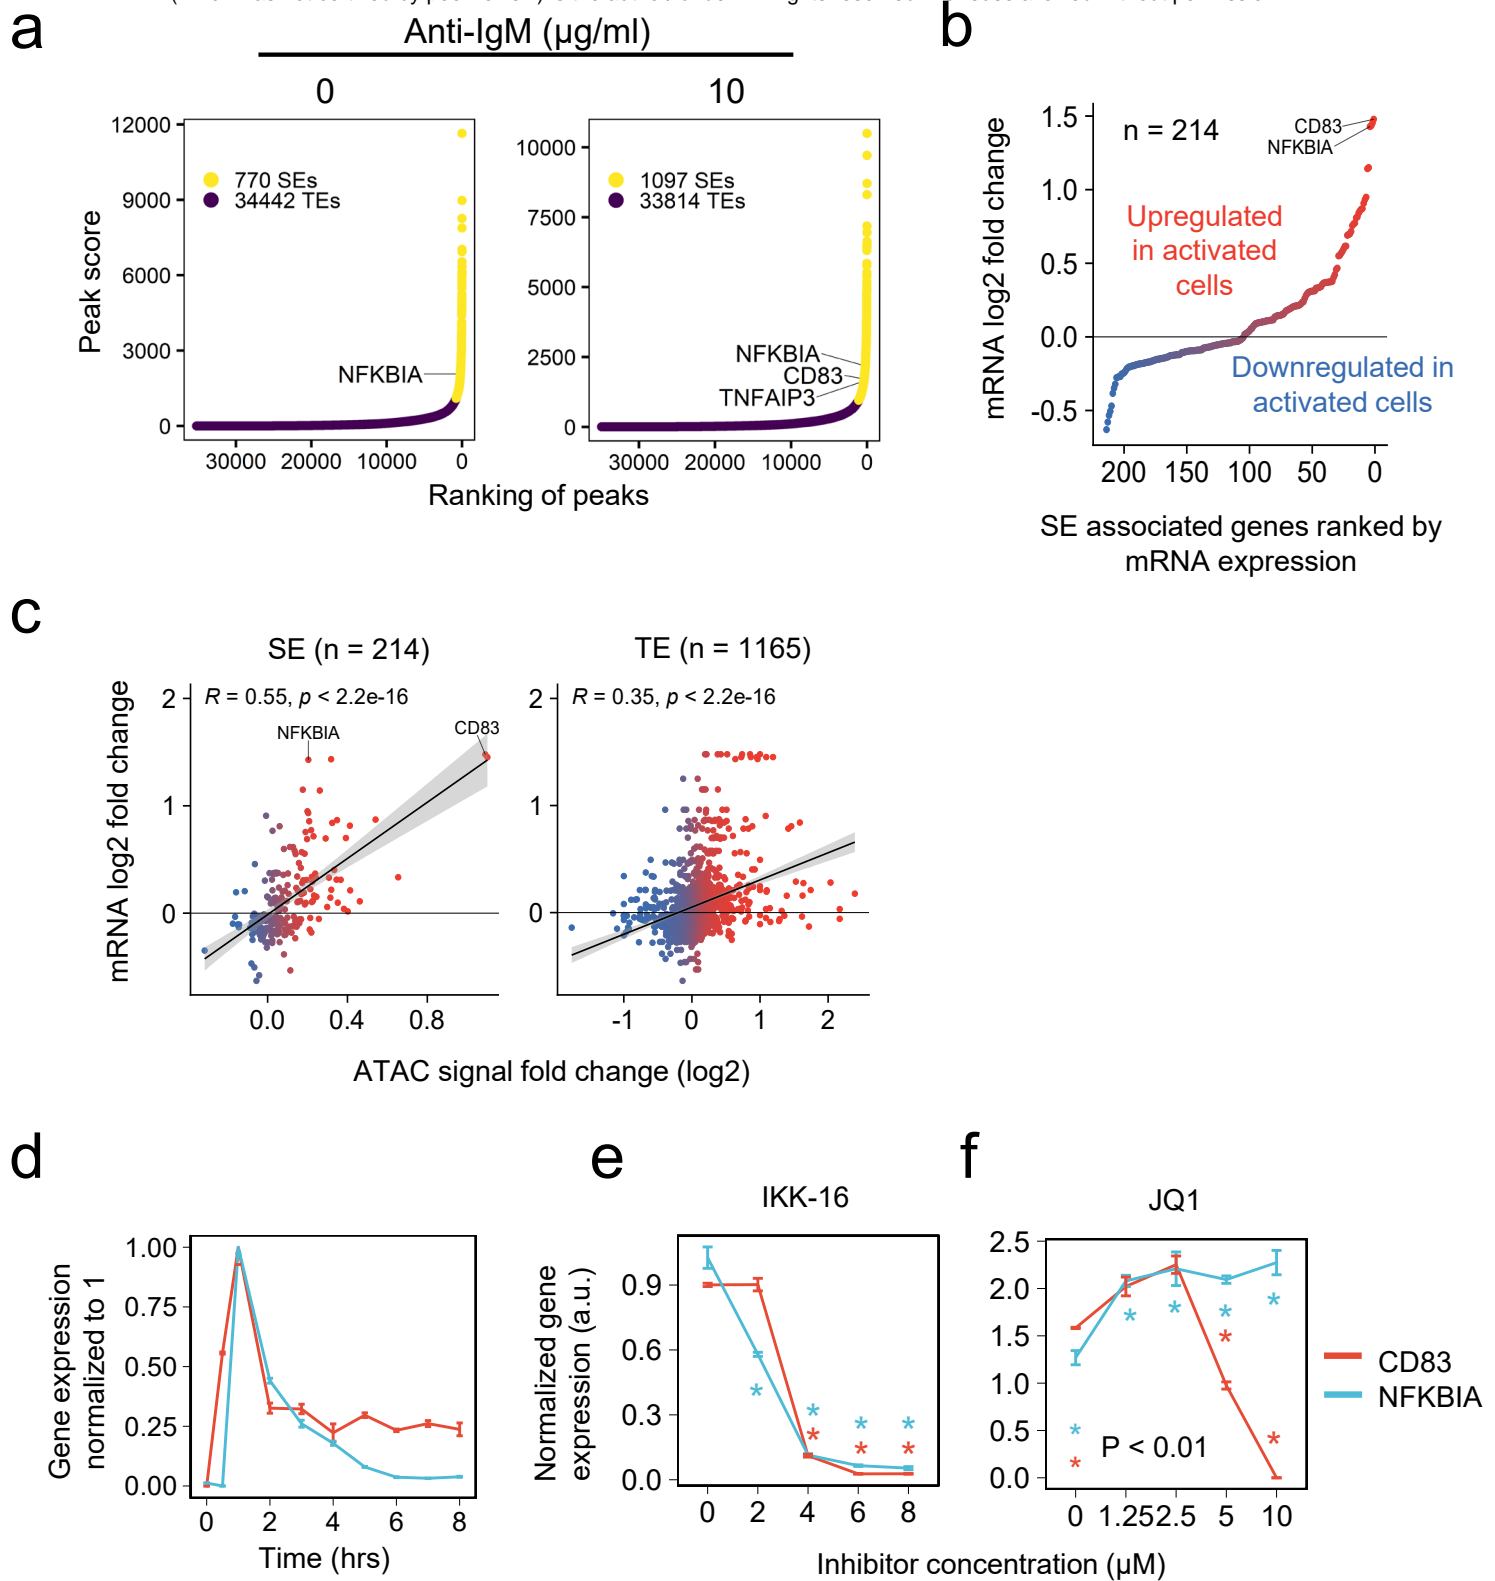 a
Anti-IgM (µg/ml)
0
10
Peak score
12000
9000
6000
3000
0
770 SEs
34442 TEs
NFKBIA
30000 20000 10000 0
10000
7500
5000
2500
0
1097 SEs
33814 TEs
NFKBIA
CD83
TNFAIP3
30000 20000 10000 0
Ranking of peaks
b
mRNA log2 fold change
1.5
1.0
0.5
0.0
-0.5
n = 214
CD83
NFKBIA
Upregulated
in activated
cells
Downregulated in
activated cells
200 150 100 50 0
SE associated genes ranked by
mRNA expression
c
SE (n = 214)
TE (n = 1165)
mRNA log2 fold change
2
1
0
R = 0.55, p < 2.2e-16
NFKBIA
CD83
0.0 0.4 0.8
2
1
0
R = 0.35, p < 2.2e-16
-1 0 1 2
ATAC signal fold change (log2)
d
Gene expression
normalized to 1
1.00
0.75
0.50
0.25
0.00
0 2 4 6 8
Time (hrs)
e
IKK-16
Normalized gene
expression (a.u.)
0.9
0.6
0.3
0.0
* * * *
* * *
0 2 4 6 8
f
JQ1
2.5
2.0
1.5
1.0
0.5
0.0
* * * * *
* * *
P < 0.01
0 1.25 2.5 5 10
Inhibitor concentration (µM)
CD83
NFKBIA